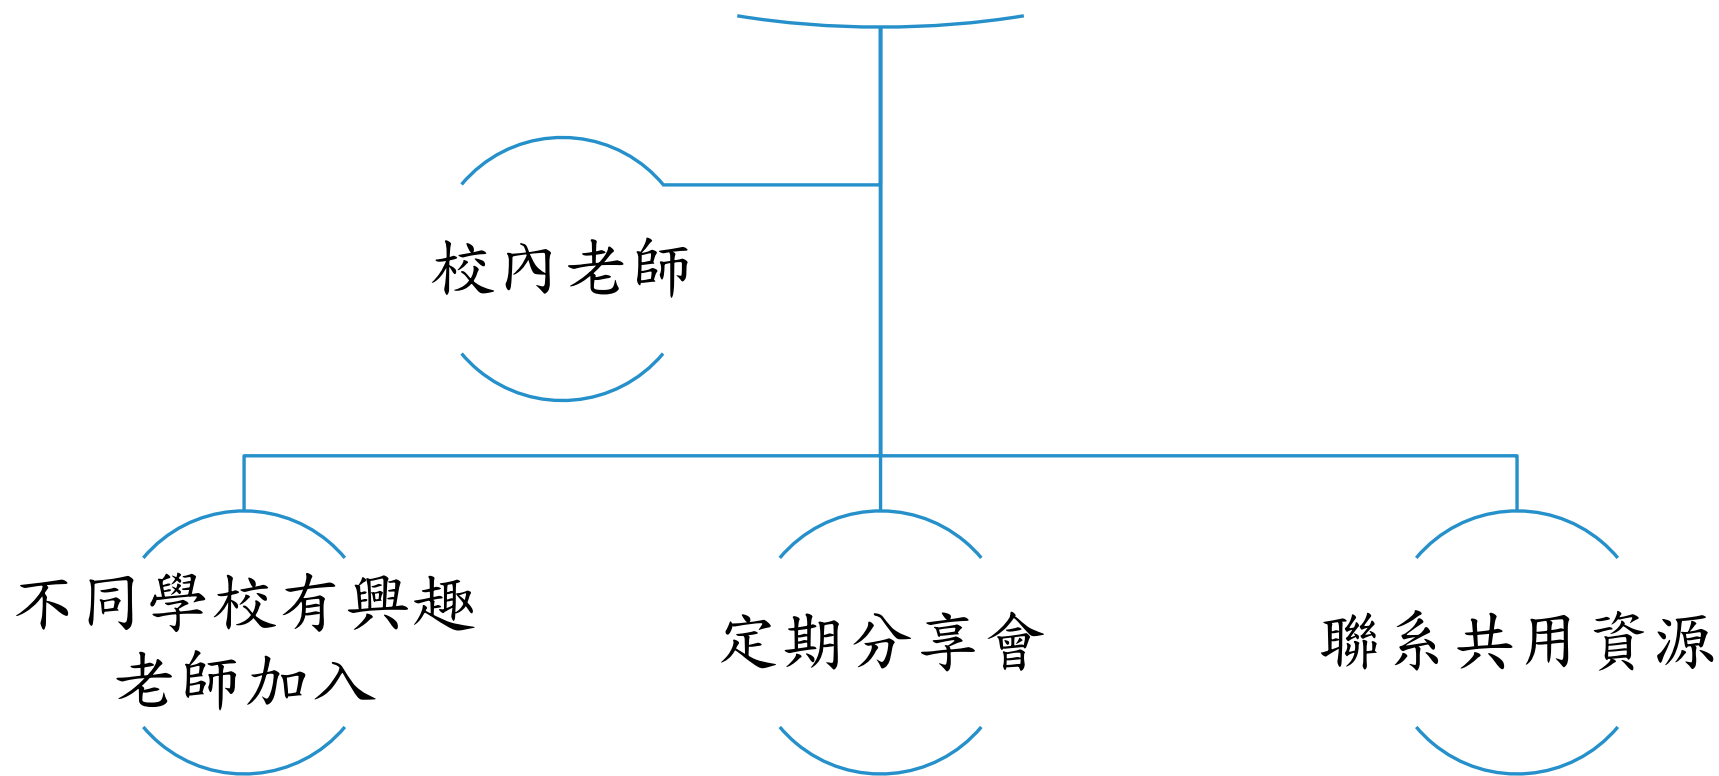 校內老師
不同學校有興趣
老師加入
定期分享會
聯系共用資源